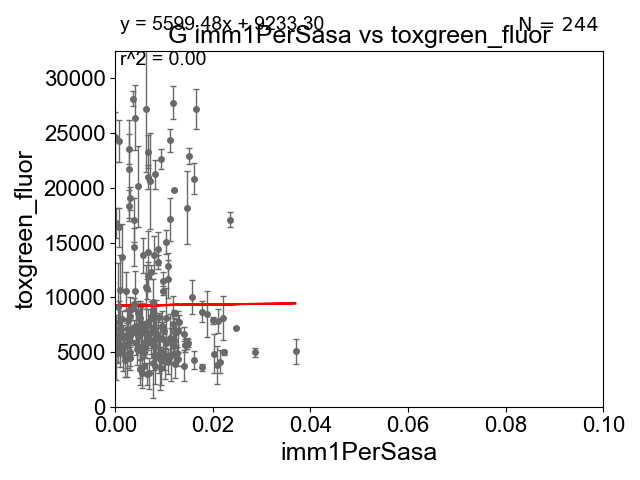 y = 5599.48x + 9233.30
N = 244
G imm1PerSasa vs toxgreen_fluor
r^2 = 0.00
30000
25000
20000
15000
10000
5000
0
toxgreen_fluor
0.00 0.02 0.04 0.06 0.08 0.10
imm1PerSasa